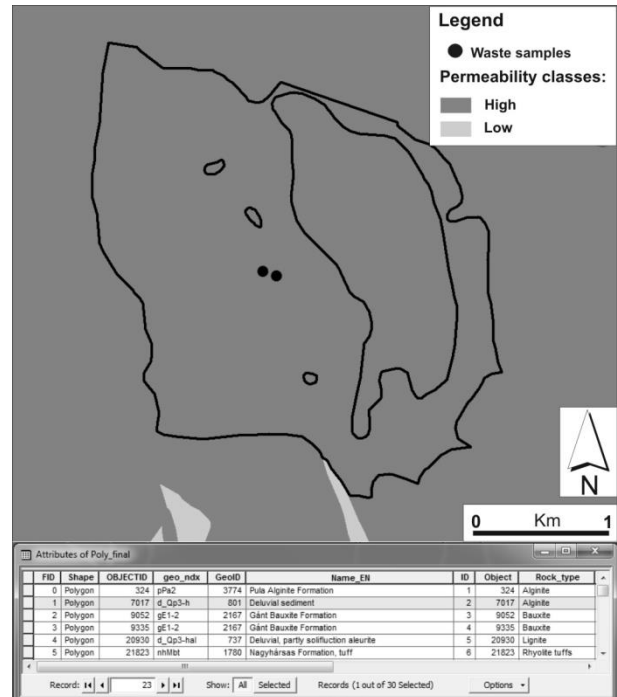 Legend
Waste samples
Permeability classes:
High
Low
N
0 Km 1
Attributes of Poly_final
FID Shape OBJECTID geo_ndx GeoID Name_EN ID Object Rock_type
0 Polygon 324 pPa2 3774 Pula Alginite Formation 1 324 Alginite
1 Polygon 7017 d_Qp3-h 801 Deluvial sediment 2 7017 Alginite
2 Polygon 9052 gE1-2 2167 Gánt Bauxite Formation 3 9052 Bauxite
3 Polygon 9335 gE1-2 2167 Gánt Bauxite Formation 4 9335 Bauxite
4 Polygon 20930 d_Qp3-hal 737 Deluvial, partly solifluction aleurite 5 20930 Lignite
5 Polygon 21823 nhMbt 1780 Nagyhársas Formation, tuff 6 21823 Rhyolite tuffs
Record: 23 Show: All Selected Records (1 out of 30 Selected) Options